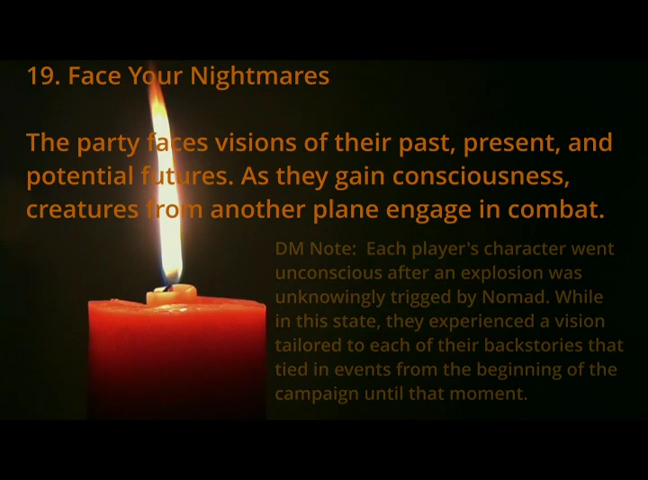 19. Face Your Nightmares
The party faces visions of their past, present, and
potential futures. As they gain consciousness,
creatures from another plane engage in combat.
DM Note:  Each player's character went
unconscious after an explosion was
unknowingly trigged by Nomad. While
in this state, they experienced a vision
tailored to each of their backstories that
tied in events from the beginning of the
campaign until that moment.